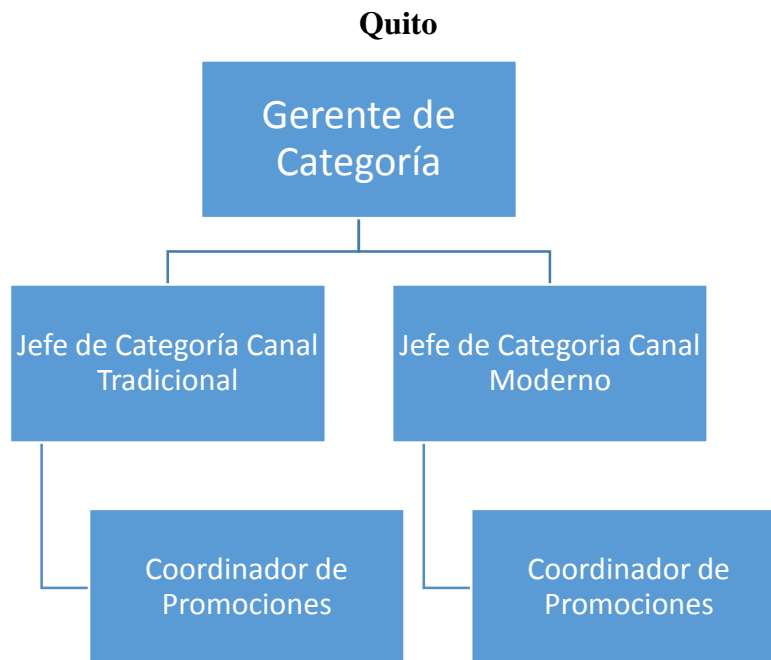 Quito
Gerente de
Categoría
Jefe de Categoría Canal
Tradicional
Jefe de Categoria Canal
Moderno
Coordinador de
Promociones
Coordinador de
Promociones